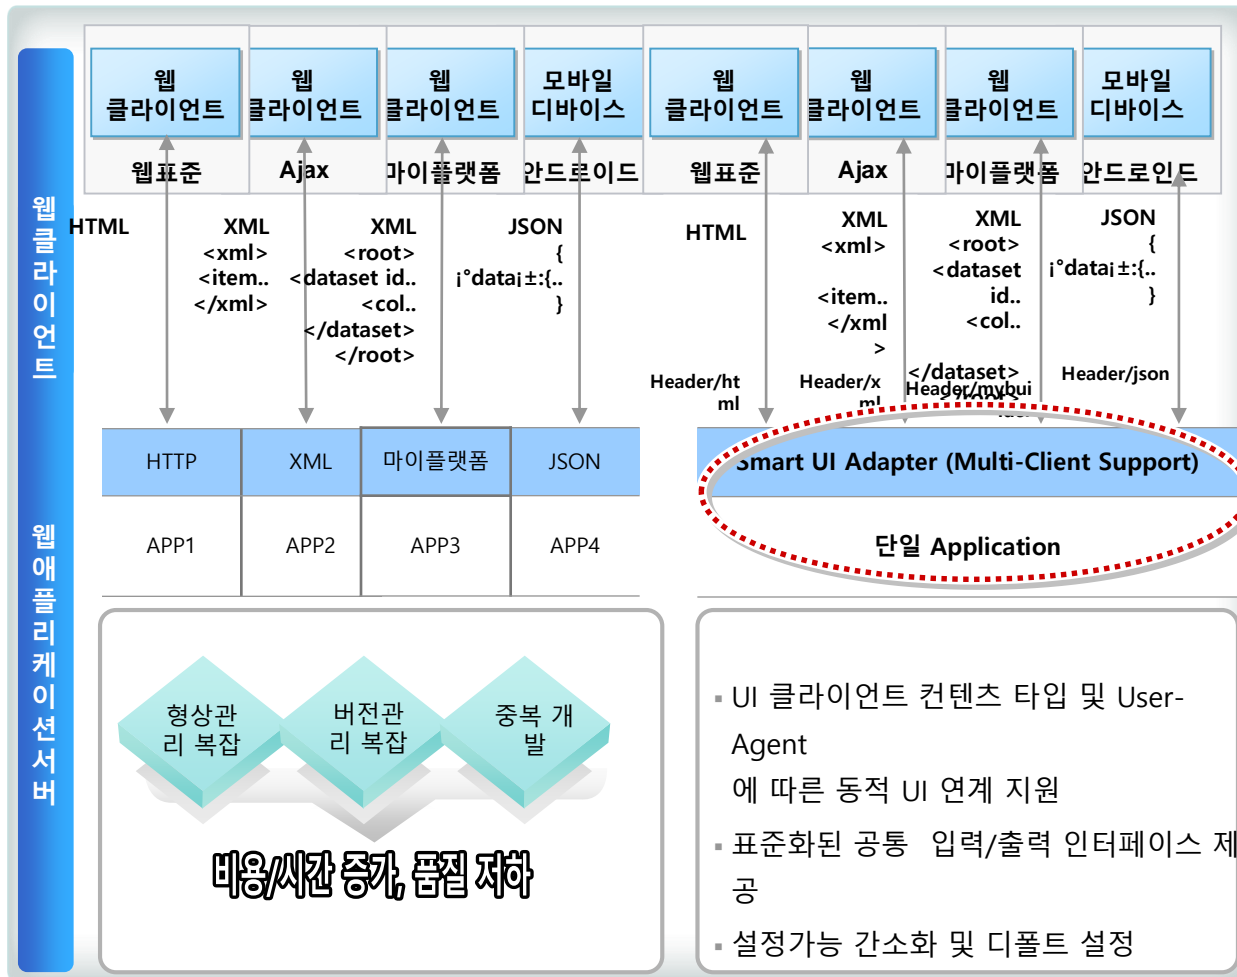 웹클라이언트
웹애플리케이션서버
웹
클라이언트
웹표준
웹
클라이언트
Ajax
웹
클라이언트
마이플랫폼
모바일
디바이스
안드로이드
HTML
XML
<xml>
<item..
</xml>
XML
<root>
<dataset id..
<col..
</dataset>
</root>
JSON
{
¡°data¡±:{..
}
HTTP
XML
마이플랫폼
JSON
APP1
APP2
APP3
APP4
형상관
리 복잡
버전관
리 복잡
중복 개
발
비용/시간 증가, 품질 저하
웹
클라이언트
웹표준
웹
클라이언트
Ajax
웹
클라이언트
마이플랫폼
모바일
디바이스
안드로인드
HTML
XML
<xml>
<item..
</xml
>
XML
<root>
<dataset
id..
<col..
</dataset>
</root>
JSON
{
¡°data¡±:{..
}
Header/ht
ml
Header/x
ml
Header/mybui
Header/json
Smart UI Adapter (Multi-Client Support)
단일 Application
▪ UI 클라이언트 컨텐츠 타입 및 User-
Agent
에 따른 동적 UI 연계 지원
▪ 표준화된 공통 입력/출력 인터페이스 제
공
▪ 설정가능 간소화 및 디폴트 설정